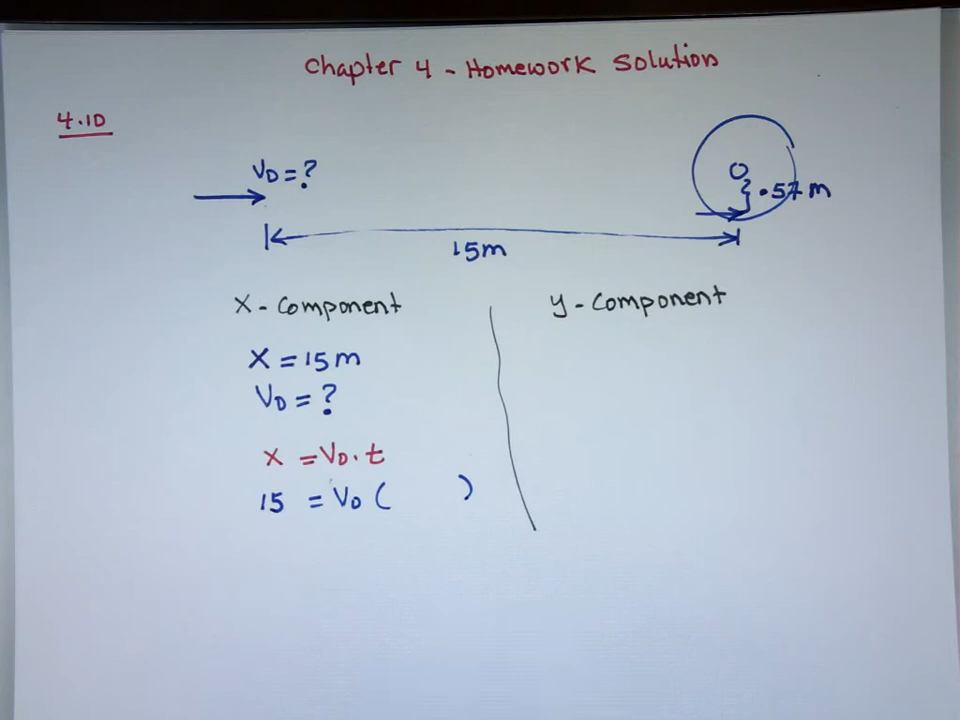 Chapter 4 - Homework Solution
4.10
V0 = ?
.57 m
15m
X - Component
y - Component
X = 15 m
V0 = ?
X = V0 . t
15 = V0 ( )